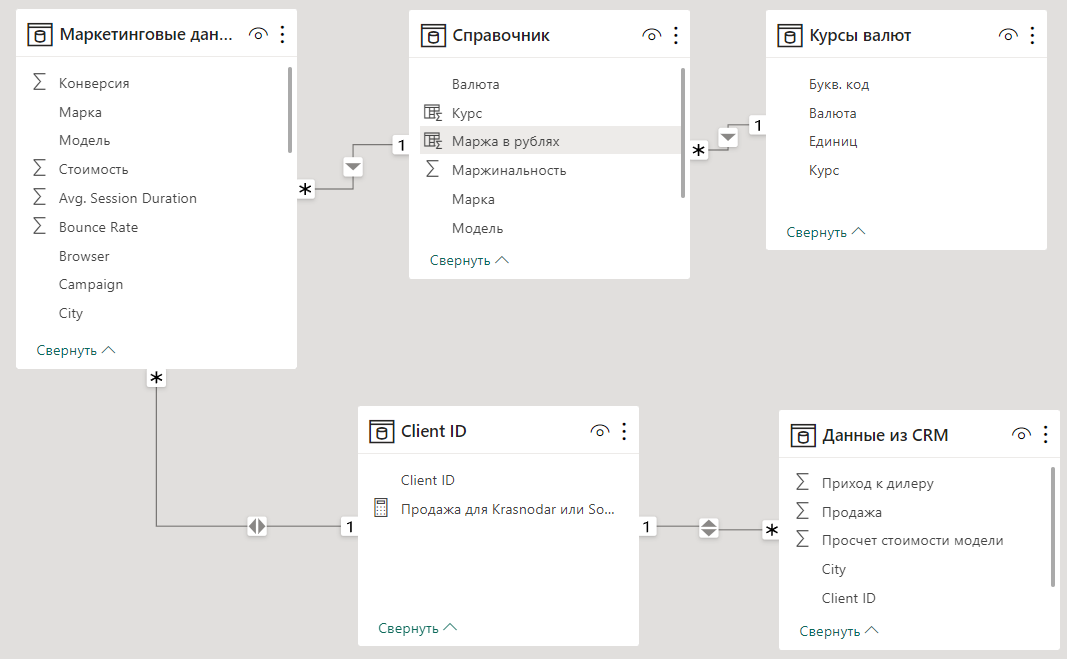 Маркетинговые дан...
Конверсия
Марка
Модель
Стоимость
Avg. Session Duration
Bounce Rate
Browser
Campaign
City
Свернуть
*
Справочник
Валюта
Курс
Маржа в рублях
Маржинальность
Марка
Модель
Свернуть
1
*
Курсы валют
Букв. код
Валюта
Единиц
Курс
Свернуть
1
*
Client ID
Client ID
Продажа для Krasnodar или So...
Свернуть
1
1
Данные из CRM
Приход к дилеру
Продажа
Просчет стоимости модели
City
Client ID
Свернуть
*